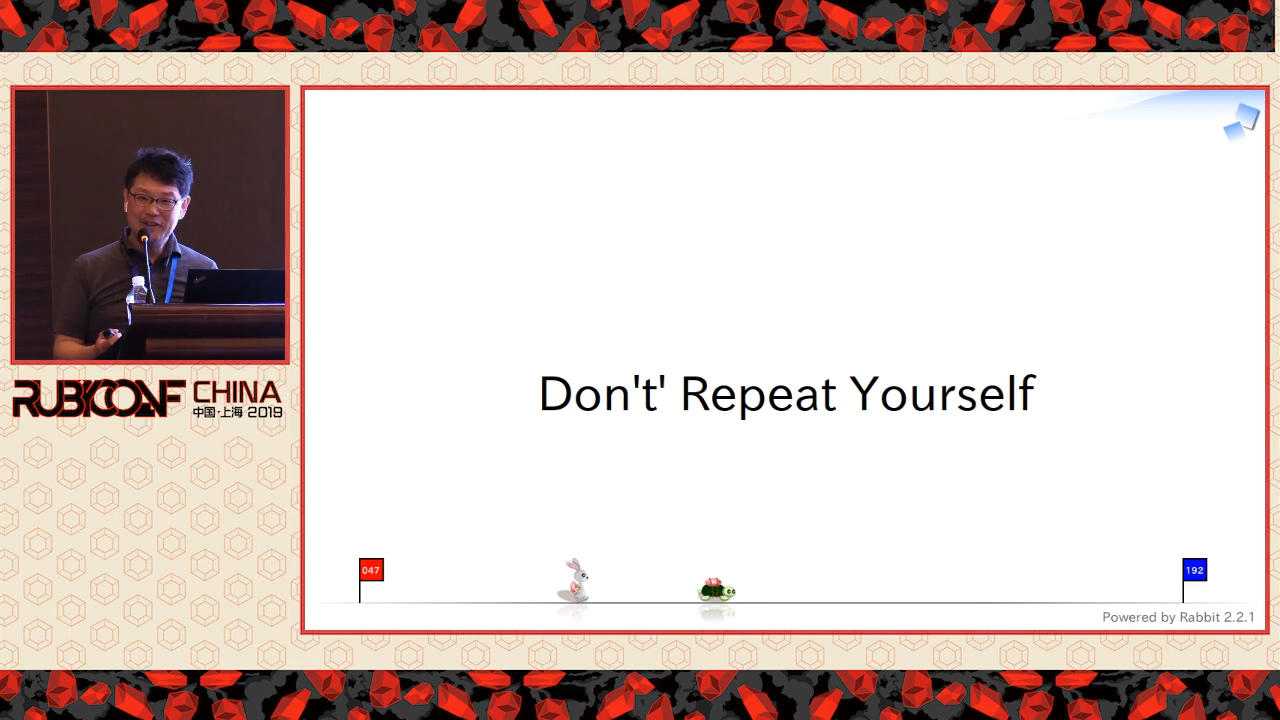 Don't' Repeat Yourself
RUBYCONF CHINA
中国·上海 2019
047
192
Powered by Rabbit 2.2.1